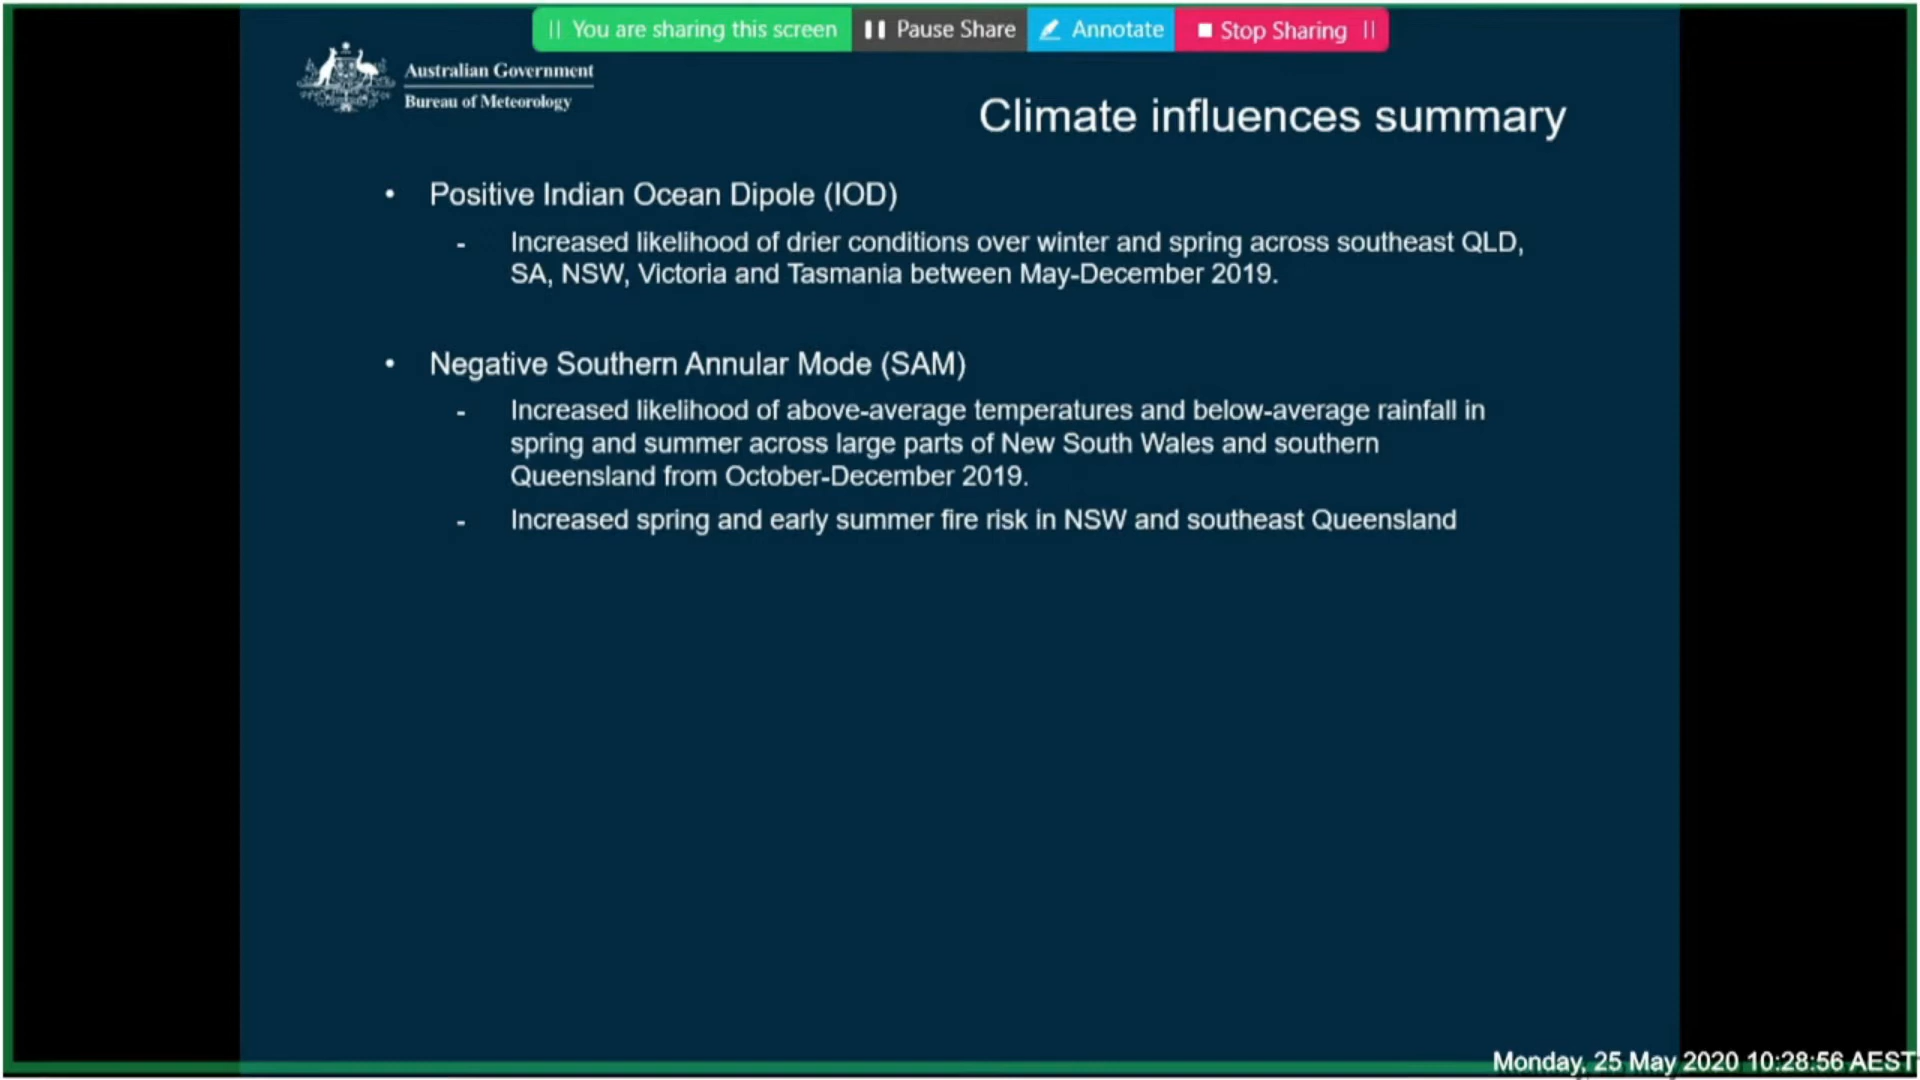 You are sharing this screen Pause Share Annotate Stop Sharing
Australian Government
Bureau of Meteorology
Climate influences summary
• Positive Indian Ocean Dipole (IOD)
- Increased likelihood of drier conditions over winter and spring across southeast QLD,
SA, NSW, Victoria and Tasmania between May-December 2019.
• Negative Southern Annular Mode (SAM)
- Increased likelihood of above-average temperatures and below-average rainfall in
spring and summer across large parts of New South Wales and southern
Queensland from October-December 2019.
- Increased spring and early summer fire risk in NSW and southeast Queensland
Monday, 25 May 2020 10:28:56 AEST